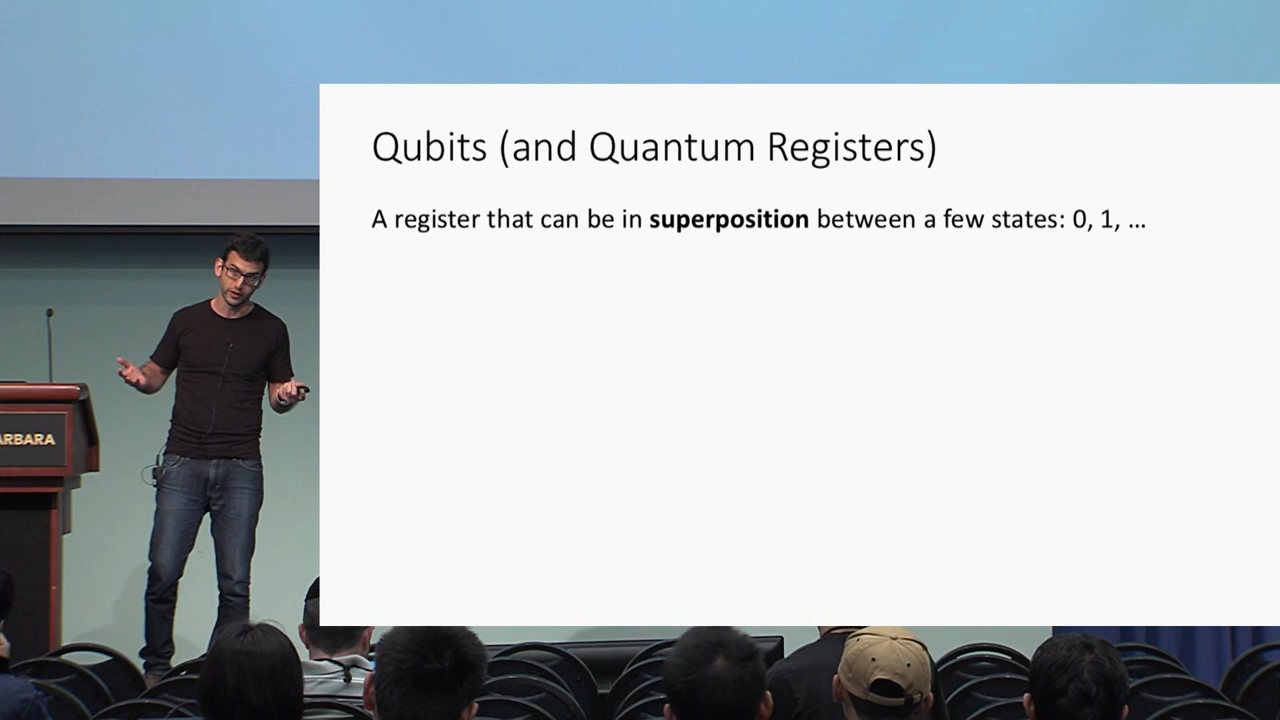 Qubits (and Quantum Registers)
A register that can be in superposition between a few states: 0, 1, ...
ARBARA